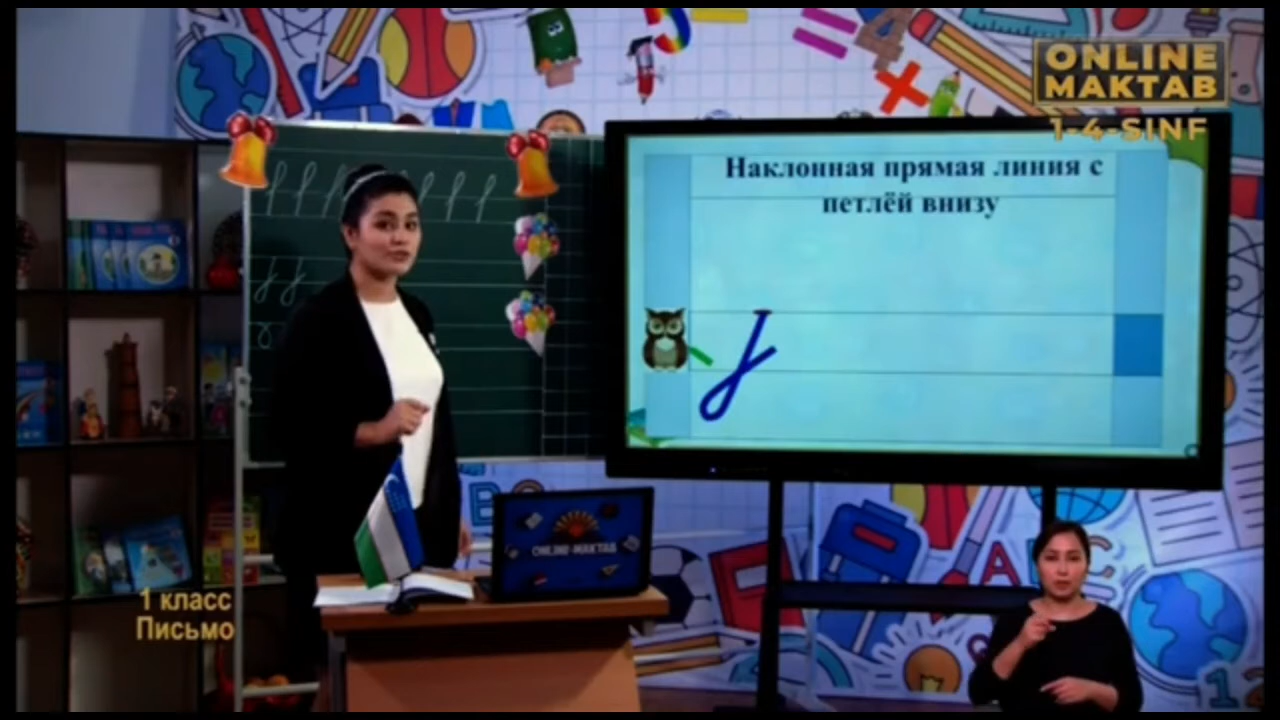 ONLINE
MAKTAB
1-4-SINF
Наклонная прямая линия с
петлёй внизу
ONLINE-MAKTAB
1 класс
Письмо